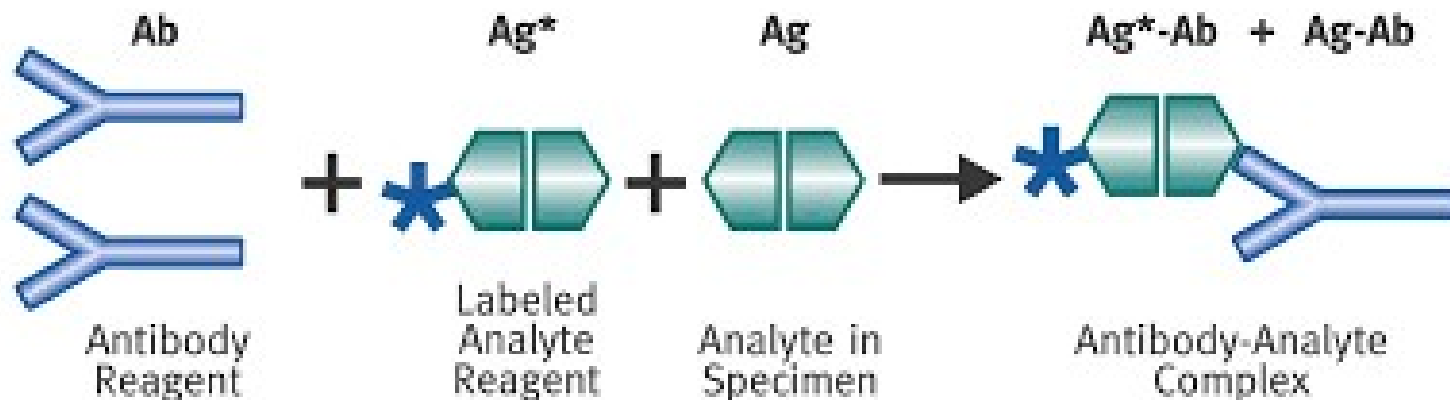 Ab
Ag*
Ag
Ag*-Ab + Ag-Ab
+
+
Antibody
Reagent
Labeled
Analyte
Reagent
Analyte in
Specimen
Antibody-Analyte
Complex